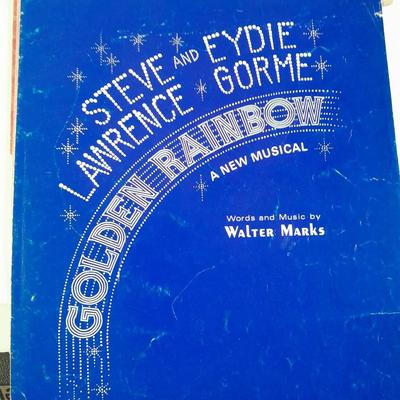 STEVE AND EYDIE
LAWRENCE GORME
GOLDEN RAINBOW
A NEW MUSICAL
Words and Music by
WALTER MARKS